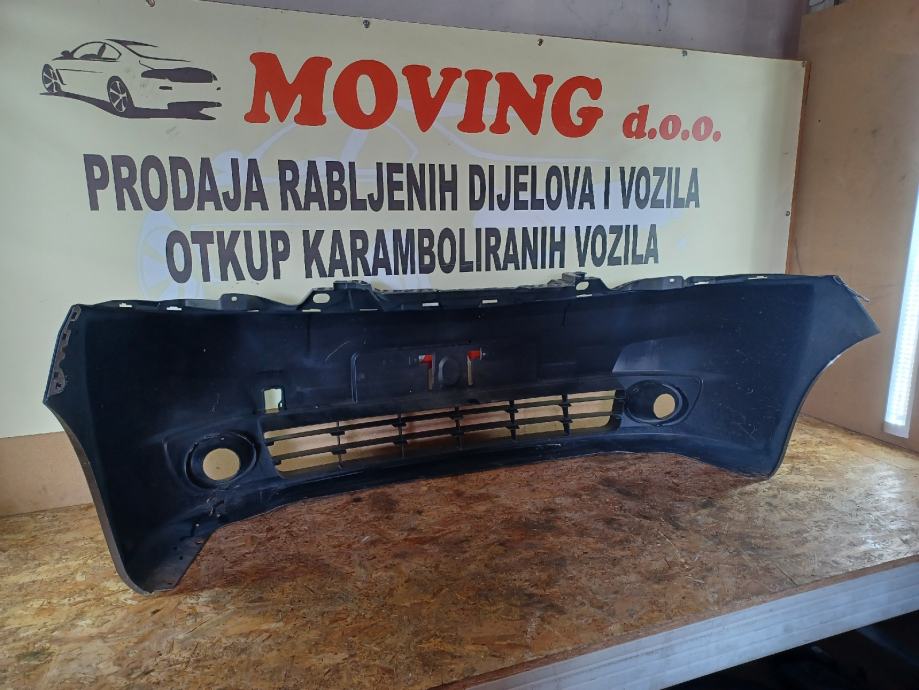 MOVING d.o.o.
PRODAJA RABLJENIH DIJELOVA I VOZILA
OTKUP KARAMBOLIRANIH VOZILA